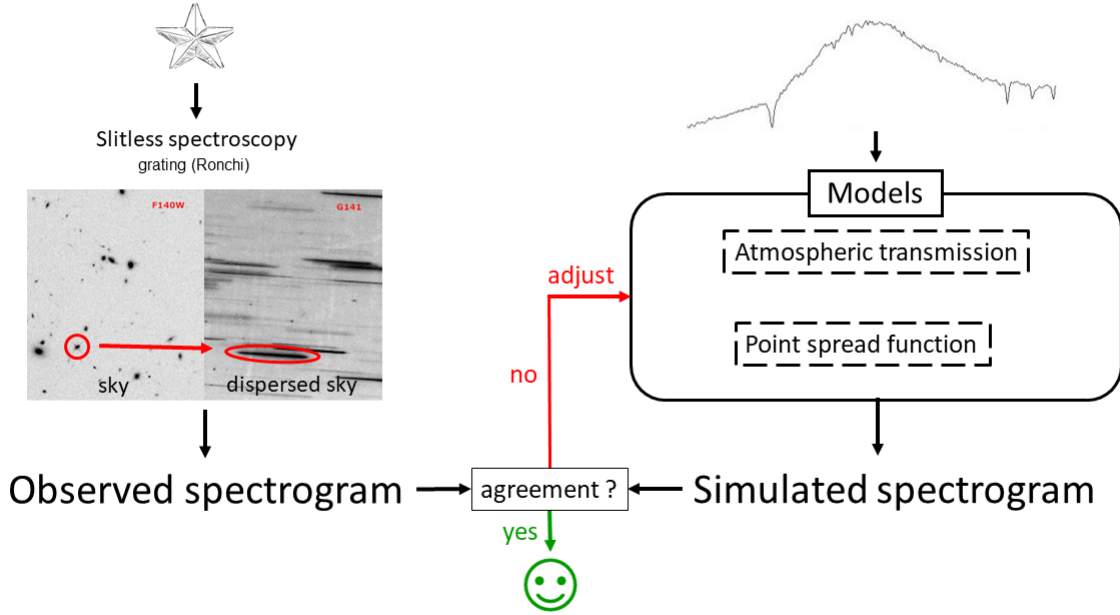 Slitless spectroscopy
grating (Ronchi)
F140W
G141
sky
dispersed sky
Observed spectrogram
Models
Atmospheric transmission
Point spread function
adjust
no
agreement ?
yes
Simulated spectrogram